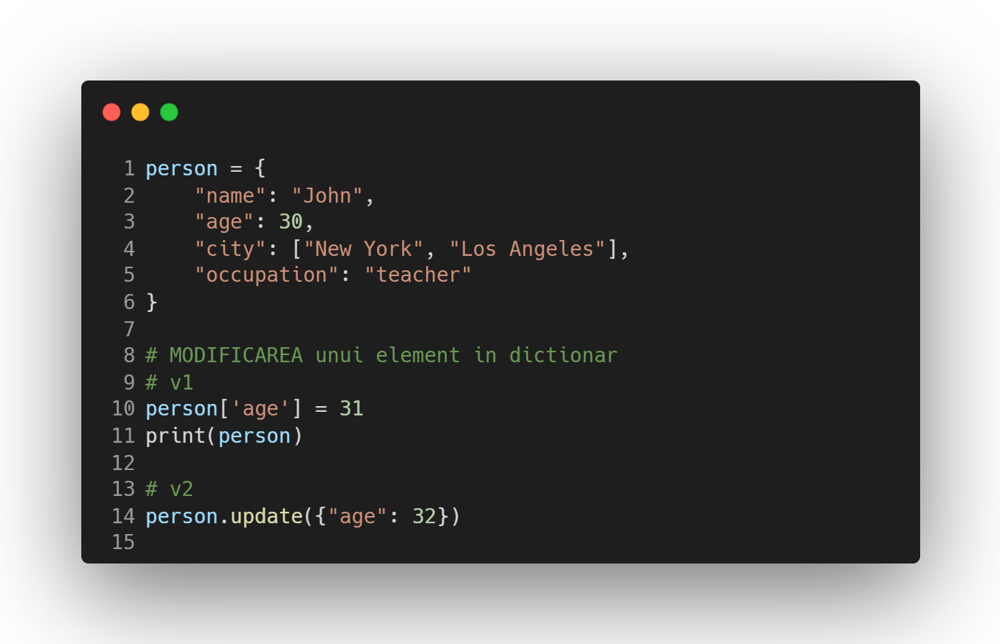 1 person = {
2     "name": "John",
3     "age": 30,
4     "city": ["New York", "Los Angeles"],
5     "occupation": "teacher"
6 }
7
8 # MODIFICAREA unui element in dictionar
9 # v1
10 person['age'] = 31
11 print(person)
12
13 # v2
14 person.update({"age": 32})
15